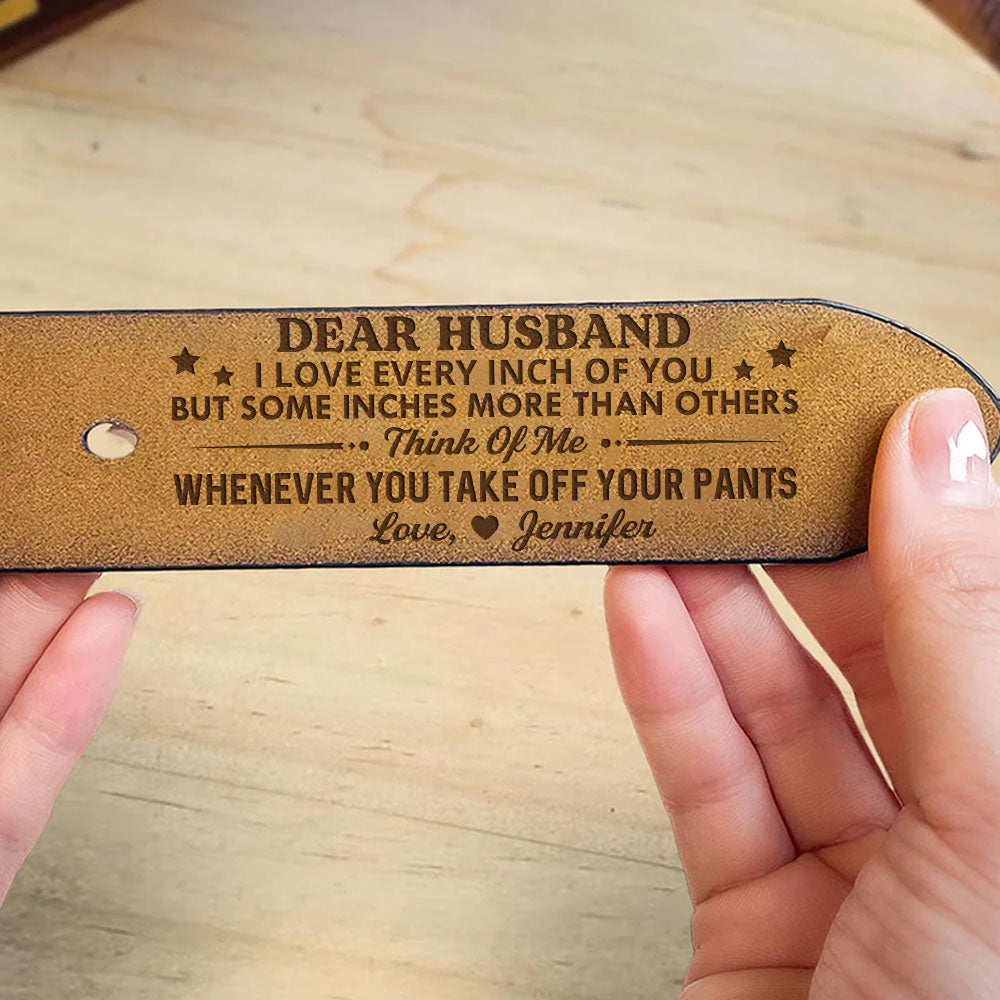 DEAR HUSBAND
I LOVE EVERY INCH OF YOU
BUT SOME INCHES MORE THAN OTHERS
Think Of Me
WHENEVER YOU TAKE OFF YOUR PANTS
Love, ♥ Jennifer